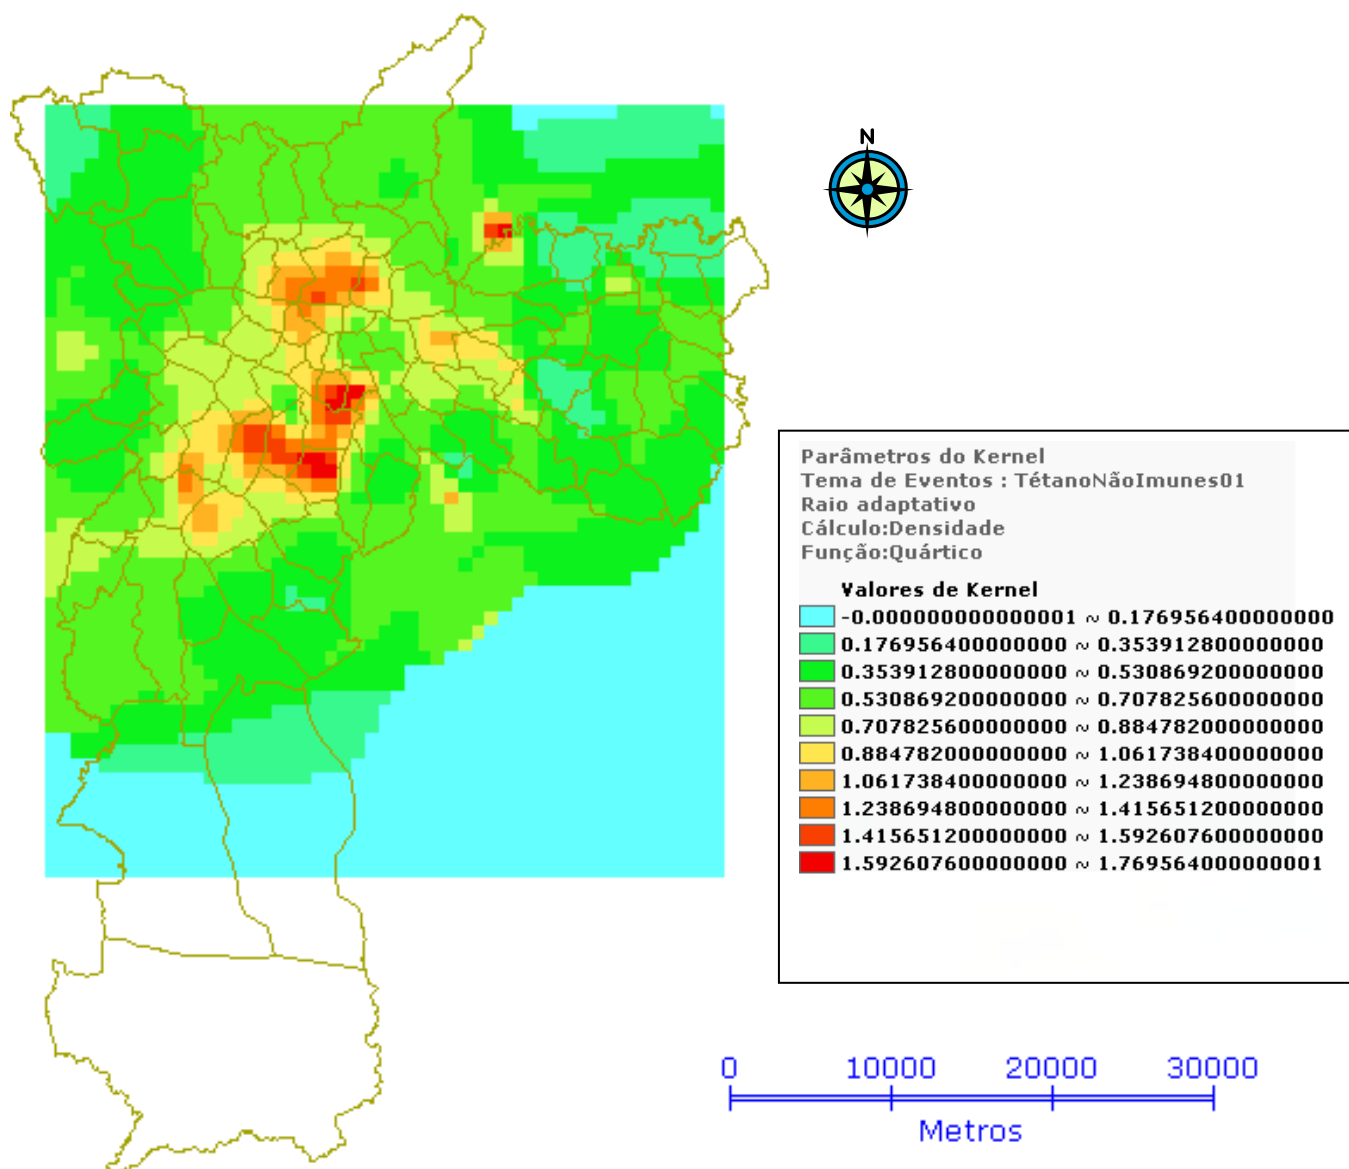 N
Parâmetros do Kernel
Tema de Eventos : TétanoNãoImunes01
Raio adaptativo
Cálculo:Densidade
Função:Quártico
Valores de Kernel
-0.000000000000001 ~ 0.176956400000000
0.176956400000000 ~ 0.353912800000000
0.353912800000000 ~ 0.530869200000000
0.530869200000000 ~ 0.707825600000000
0.707825600000000 ~ 0.884782000000000
0.884782000000000 ~ 1.061738400000000
1.061738400000000 ~ 1.238694800000000
1.238694800000000 ~ 1.415651200000000
1.415651200000000 ~ 1.592607600000000
1.592607600000000 ~ 1.769564000000001
0 10000 20000 30000
Metros